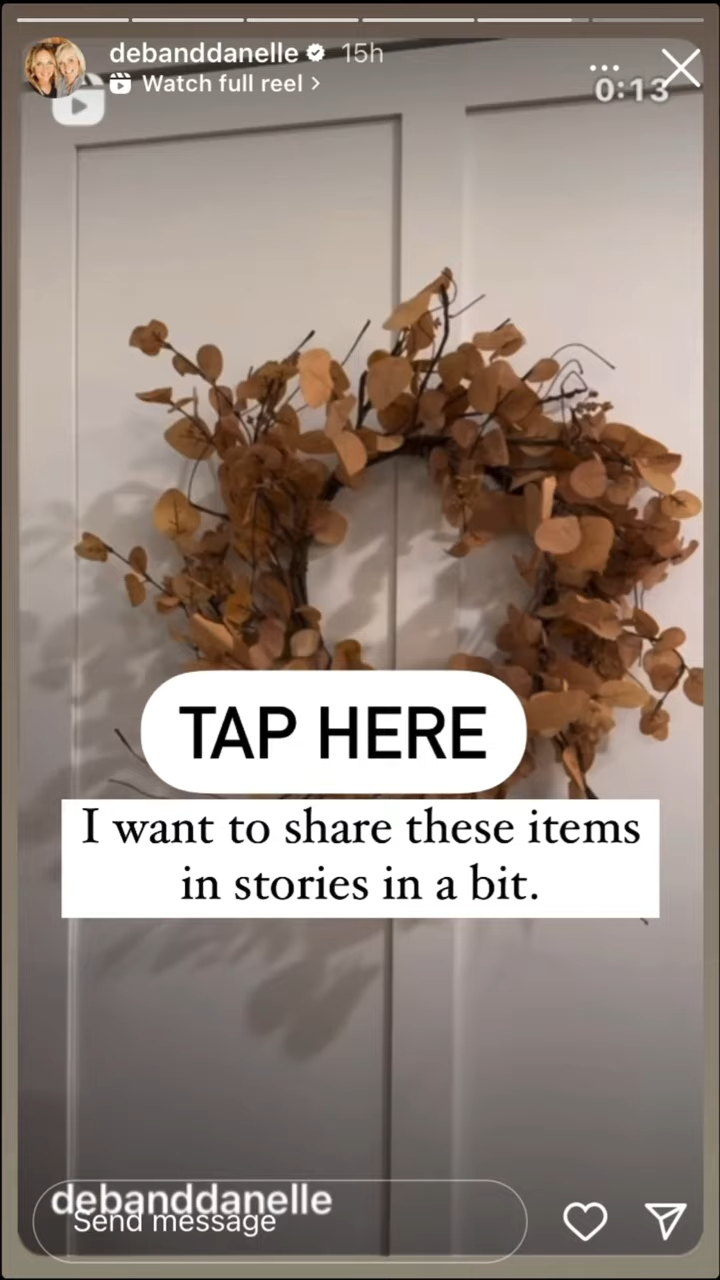 debanddanelle 15h
Watch full reel >
0:13
TAP HERE
I want to share these items
in stories in a bit.
debanddanelle
Send message